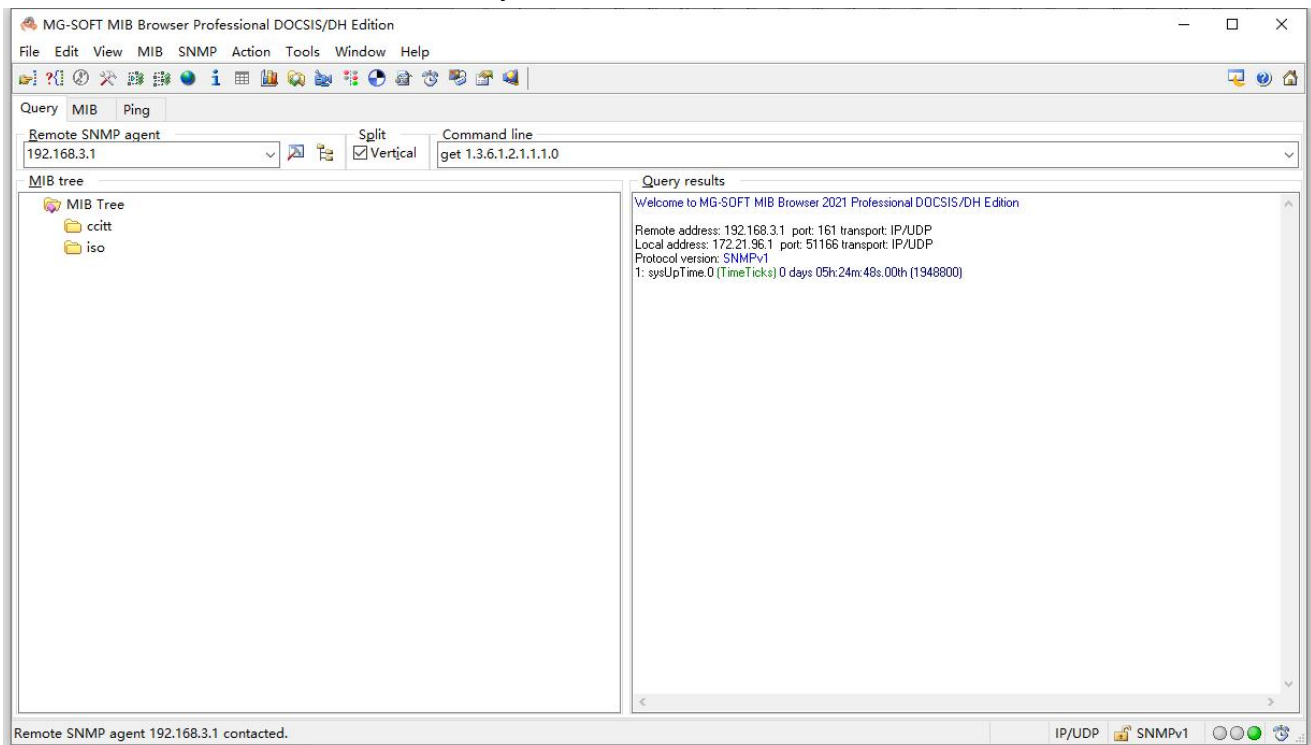 MG-SOFT MIB Browser Professional DOCSIS/DH Edition
File Edit View MIB SNMP Action Tools Window Help
Query MIB Ping
Remote SNMP agent Split Command line
192.168.3.1 Vertical get 1.3.6.1.2.1.1.1.0
MIB tree Query results
MIB Tree
ccitt
iso
Welcome to MG-SOFT MIB Browser 2021 Professional DOCSIS/DH Edition
Remote address: 192.168.3.1 port: 161 transport: IP/UDP
Local address: 172.21.96.1 port: 51166 transport: IP/UDP
Protocol version: SNMPv1
1: sysUpTime.0 (TimeTicks) 0 days 05h:24m:48s.00th (1948800)
Remote SNMP agent 192.168.3.1 contacted. IP/UDP SNMPv1